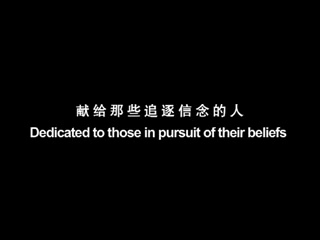 献给那些追逐信念的人
Dedicated to those in pursuit of their beliefs